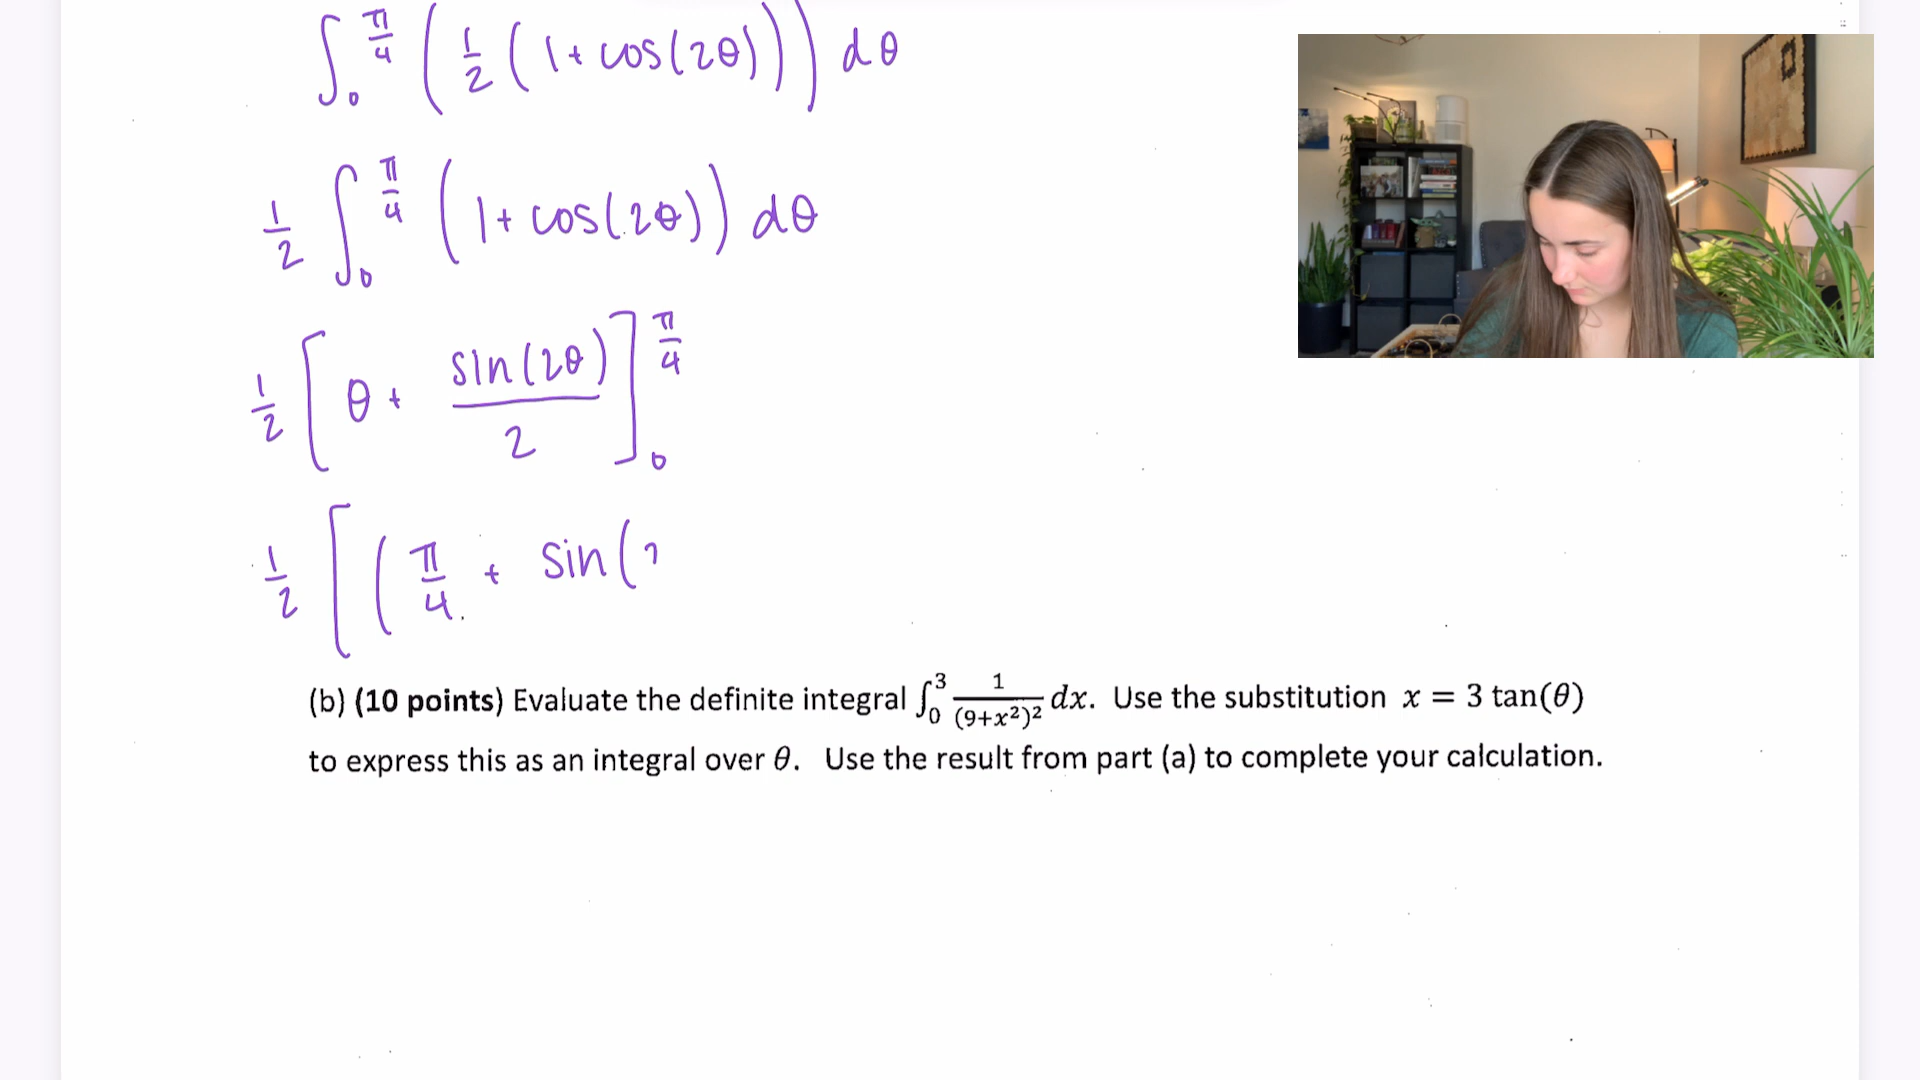 ∫₀^(π/4) (1/2 (1 + cos(2θ))) dθ
1/2 ∫₀^(π/4) (1 + cos(2θ)) dθ
1/2 [θ + sin(2θ)/2]₀^(π/4)
1/2 [(π/4 + sin(2
(b) (10 points) Evaluate the definite integral ∫₀³ 1/(9+x²)² dx. Use the substitution x = 3 tan(θ)
to express this as an integral over θ. Use the result from part (a) to complete your calculation.